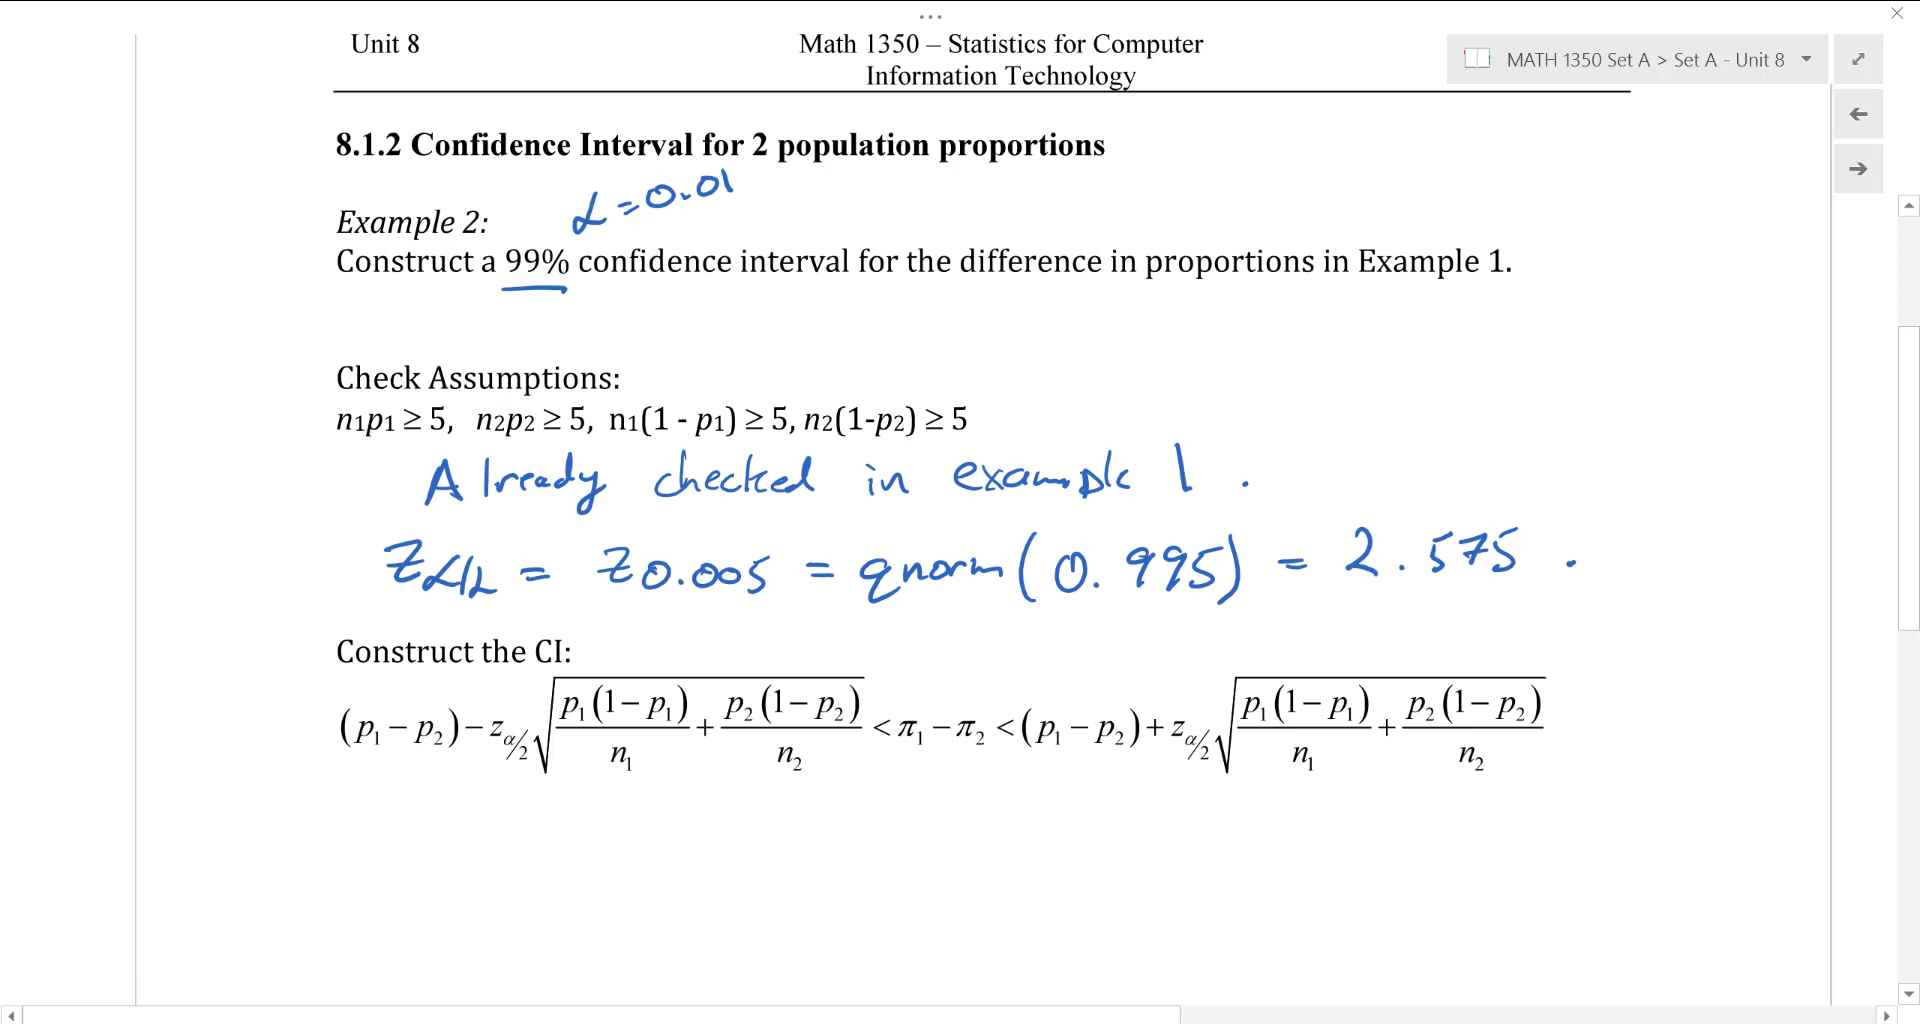 Unit 8
Math 1350 – Statistics for Computer
Information Technology
MATH 1350 Set A > Set A - Unit 8
8.1.2 Confidence Interval for 2 population proportions
α = 0.01
Example 2:
Construct a 99% confidence interval for the difference in proportions in Example 1.
Check Assumptions:
n1p1 ≥ 5, n2p2 ≥ 5, n1(1 - p1) ≥ 5, n2(1-p2) ≥ 5
Already checked in example 1.
Zα/2 = Z0.005 = qnorm(0.995) = 2.575.
Construct the CI:
(p₁ − p₂) − z_{α/2} √(p₁(1−p₁)/n₁ + p₂(1−p₂)/n₂) < π₁ − π₂ < (p₁ − p₂) + z_{α/2} √(p₁(1−p₁)/n₁ + p₂(1−p₂)/n₂)